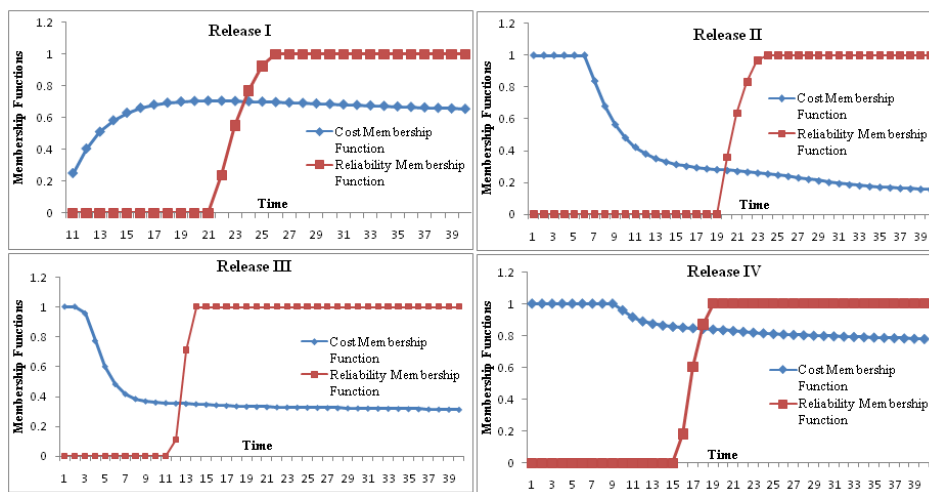 Release I
Membership Functions
1.2
1
0.8
0.6
0.4
0.2
0
Cost Membership
Function
Reliability Membership
Function
Time
11 13 15 17 19 21 23 25 27 29 31 33 35 37 39
Release II
Membership Functions
1.2
1
0.8
0.6
0.4
0.2
0
Cost Membership
Function
Reliability Membership
Function
Time
1 3 5 7 9 11 13 15 17 19 21 23 25 27 29 31 33 35 37 39
Release III
Membership Functions
1.2
1
0.8
0.6
0.4
0.2
0
Cost Membership
Function
Reliability Membership
Function
Time
1 3 5 7 9 11 13 15 17 19 21 23 25 27 29 31 33 35 37 39
Release IV
Membership Functions
1.2
1
0.8
0.6
0.4
0.2
0
Cost Membership
Function
Reliability Membership
Function
Time
1 3 5 7 9 11 13 15 17 19 21 23 25 27 29 31 33 35 37 39